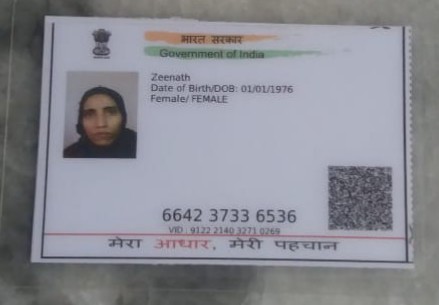 भारत सरकार
Government of India
Zeenath
Date of Birth/DOB: 01/01/1976
Female/ FEMALE
6642 3733 6536
VID : 9122 2140 3271 0269
मेरा आधार, मेरी पहचान